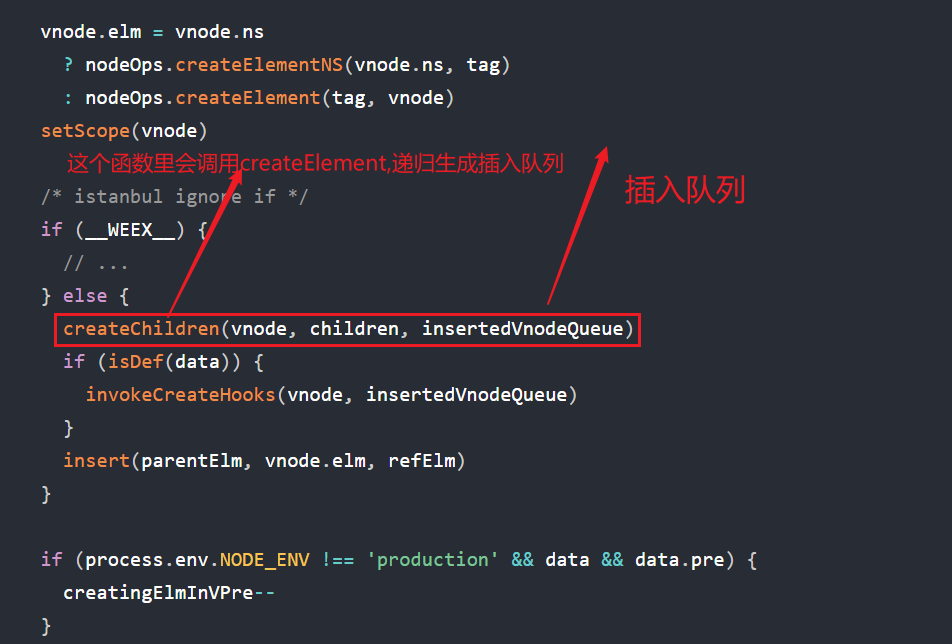 vnode.elm = vnode.ns
? nodeOps.createElementNS(vnode.ns, tag)
: nodeOps.createElement(tag, vnode)
setScope(vnode)
这个函数里会调用createElement,递归生成插入队列
插入队列
/* istanbul ignore if */
if (__WEEX__) {
// ...
} else {
createChildren(vnode, children, insertedVnodeQueue)
if (isDef(data)) {
invokeCreateHooks(vnode, insertedVnodeQueue)
}
insert(parentElm, vnode.elm, refElm)
}
if (process.env.NODE_ENV !== 'production' && data && data.pre) {
creatingElmInVPre--
}